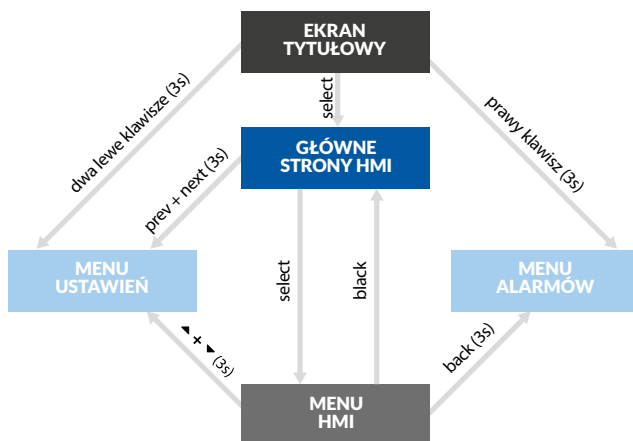 EKRAN
TYTUŁOWY
select
dwa lewe klawisze (3s)
prawy klawisz (3s)
GŁÓWNE
STRONY HMI
prev + next (3s)
MENU
USTAWIEŃ
select
black
MENU
ALARMÓW
◥ + ◥ (3s)
back (3s)
MENU
HMI